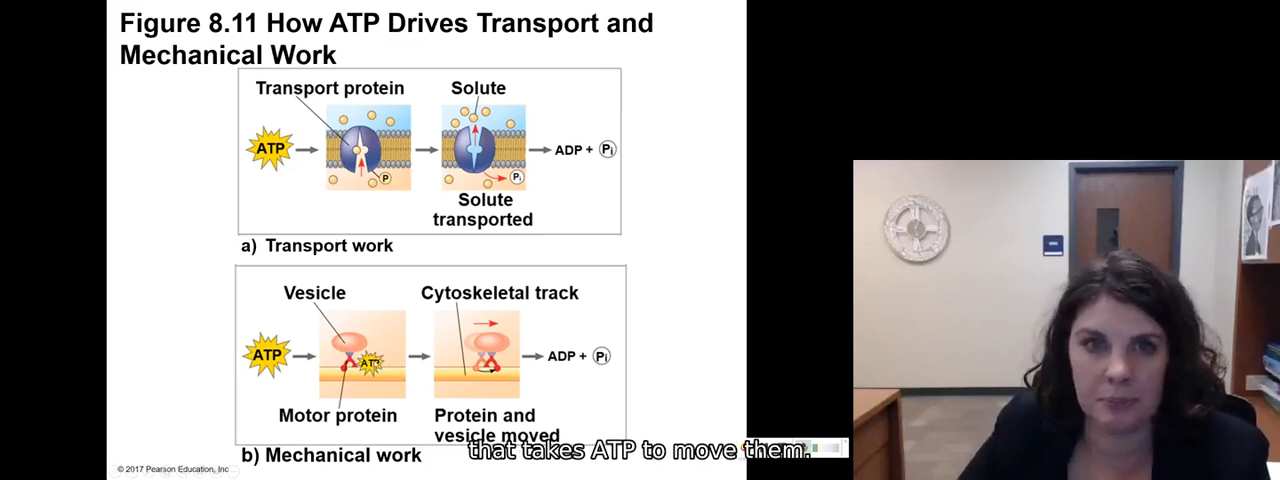 Figure 8.11 How ATP Drives Transport and
Mechanical Work
Transport protein
Solute
ATP
P
Pi
ADP + Pi
Solute
transported
a) Transport work
Vesicle
Cytoskeletal track
ATP
ATP
ADP + Pi
Motor protein
Protein and
vesicle moved
b) Mechanical work
that takes ATP to move them.
© 2017 Pearson Education, Inc